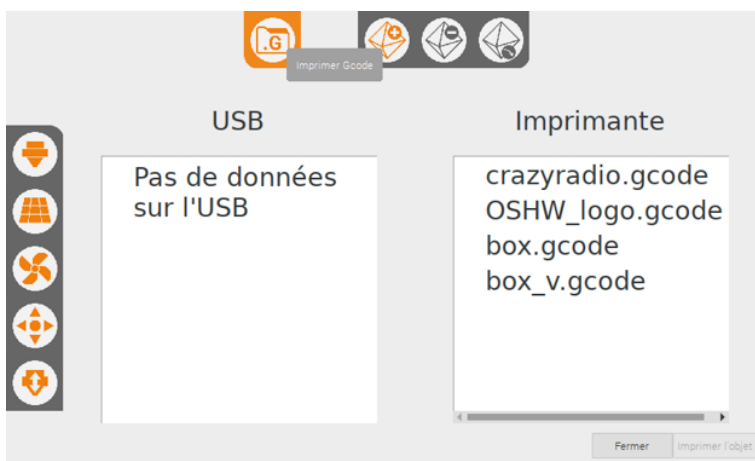 .G
Imprimer Gcode
USB
Imprimante
Pas de données
sur l'USB
crazyradio.gcode
OSHW_logo.gcode
box.gcode
box_v.gcode
Fermer
Imprimer l'objet